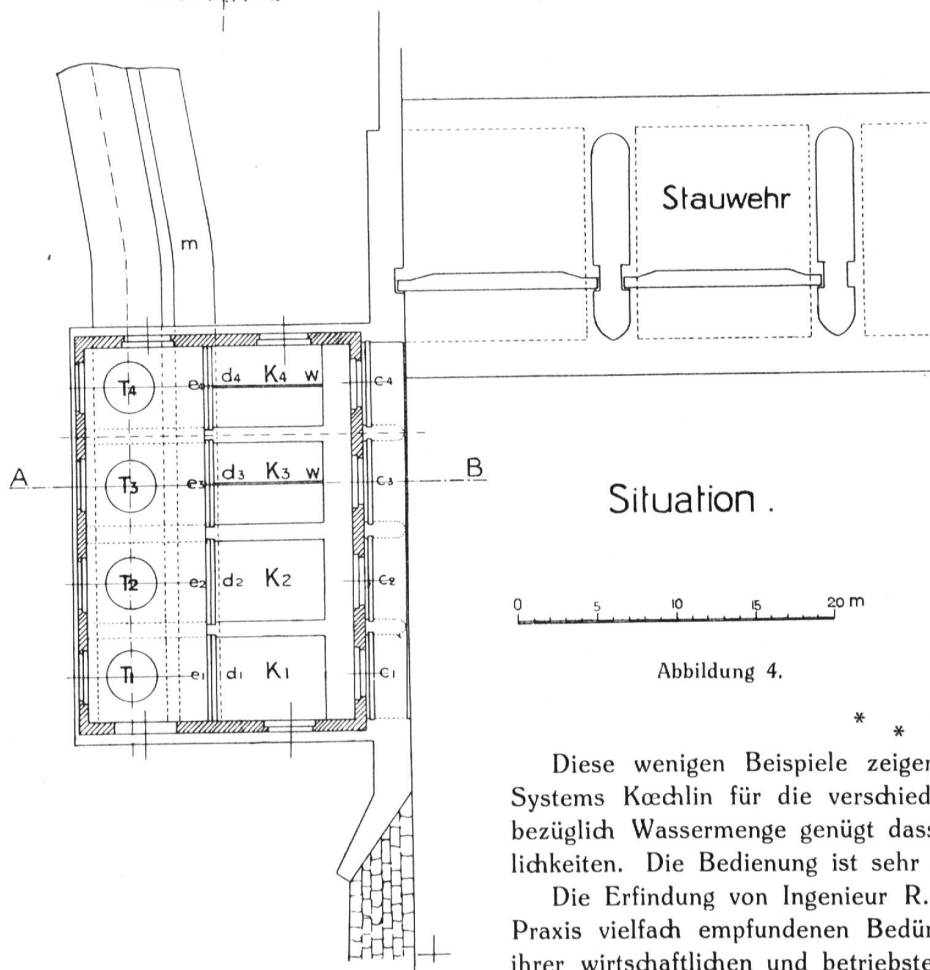 Stauwehr
m
T4 e4 d4 K4 w c4
A T3 e3 d3 K3 w c3 B
T2 e2 d2 K2 c2
T1 e1 d1 K1 c1
Situation .
0 5 10 15 20 m
Abbildung 4.
* *
Diese wenigen Beispiele zeigen
Systems Kœchlin für die verschied
bezüglich Wassermenge genügt dass
lichkeiten. Die Bedienung ist sehr
Die Erfindung von Ingenieur R.
Praxis vielfach empfundenen Bedür
ihrer wirtschaftlichen und betriebste